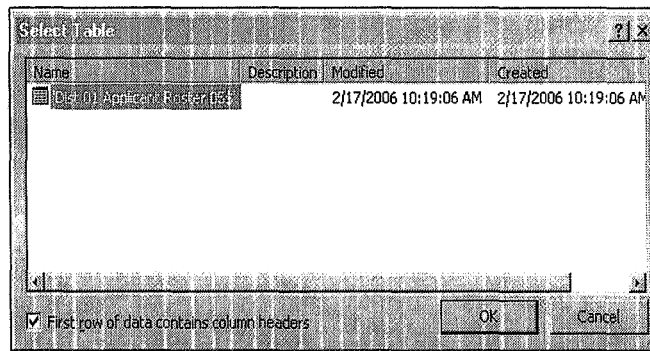 Select Table
Name Description Modified Created
Dist 01 Applicant Roster 2/17/2006 10:19:06 AM 2/17/2006 10:19:06 AM
First row of data contains column headers
OK Cancel